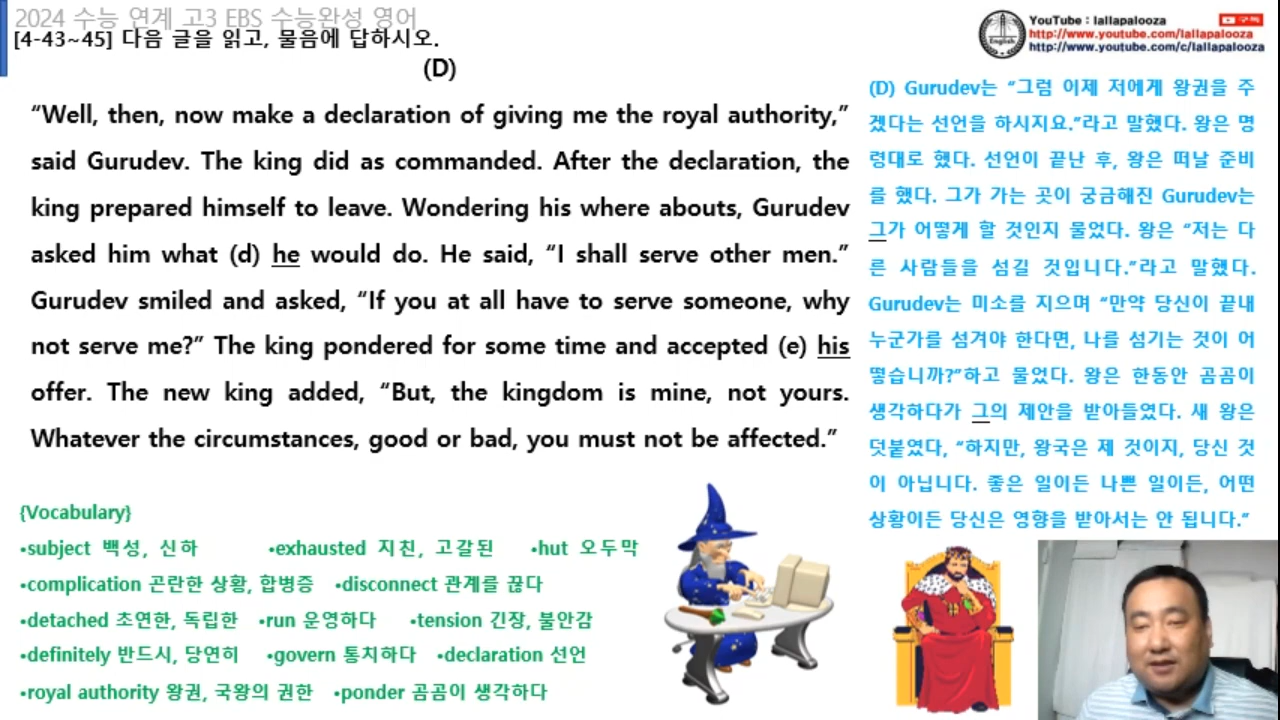 2024 수능 연계 고3 EBS 수능완성 영어
[4-43~45] 다음 글을 읽고, 물음에 답하시오.
(D)
“Well, then, now make a declaration of giving me the royal authority,”
said Gurudev. The king did as commanded. After the declaration, the
king prepared himself to leave. Wondering his where abouts, Gurudev
asked him what (d) he would do. He said, “I shall serve other men.”
Gurudev smiled and asked, “If you at all have to serve someone, why
not serve me?” The king pondered for some time and accepted (e) his
offer. The new king added, “But, the kingdom is mine, not yours.
Whatever the circumstances, good or bad, you must not be affected.”
{Vocabulary}
•subject 백성, 신하 •exhausted 지친, 고갈된 •hut 오두막
•complication 곤란한 상황, 합병증 •disconnect 관계를 끊다
•detached 초연한, 독립한 •run 운영하다 •tension 긴장, 불안감
•definitely 반드시, 당연히 •govern 통치하다 •declaration 선언
•royal authority 왕권, 국왕의 권한 •ponder 곰곰이 생각하다
English
YouTube : lallapalooza
구독
http://www.youtube.com/lallapalooza
http://www.youtube.com/c/lallapalooza
(D) Gurudev는 “그럼 이제 저에게 왕권을 주
겠다는 선언을 하시지요.”라고 말했다. 왕은 명
령대로 했다. 선언이 끝난 후, 왕은 떠날 준비
를 했다. 그가 가는 곳이 궁금해진 Gurudev는
그가 어떻게 할 것인지 물었다. 왕은 “저는 다
른 사람들을 섬길 것입니다.”라고 말했다.
Gurudev는 미소를 지으며 “만약 당신이 끝내
누군가를 섬겨야 한다면, 나를 섬기는 것이 어
떻습니까?”하고 물었다. 왕은 한동안 곰곰이
생각하다가 그의 제안을 받아들였다. 새 왕은
덧붙였다, “하지만, 왕국은 제 것이지, 당신 것
이 아닙니다. 좋은 일이든 나쁜 일이든, 어떤
상황이든 당신은 영향을 받아서는 안 됩니다.”